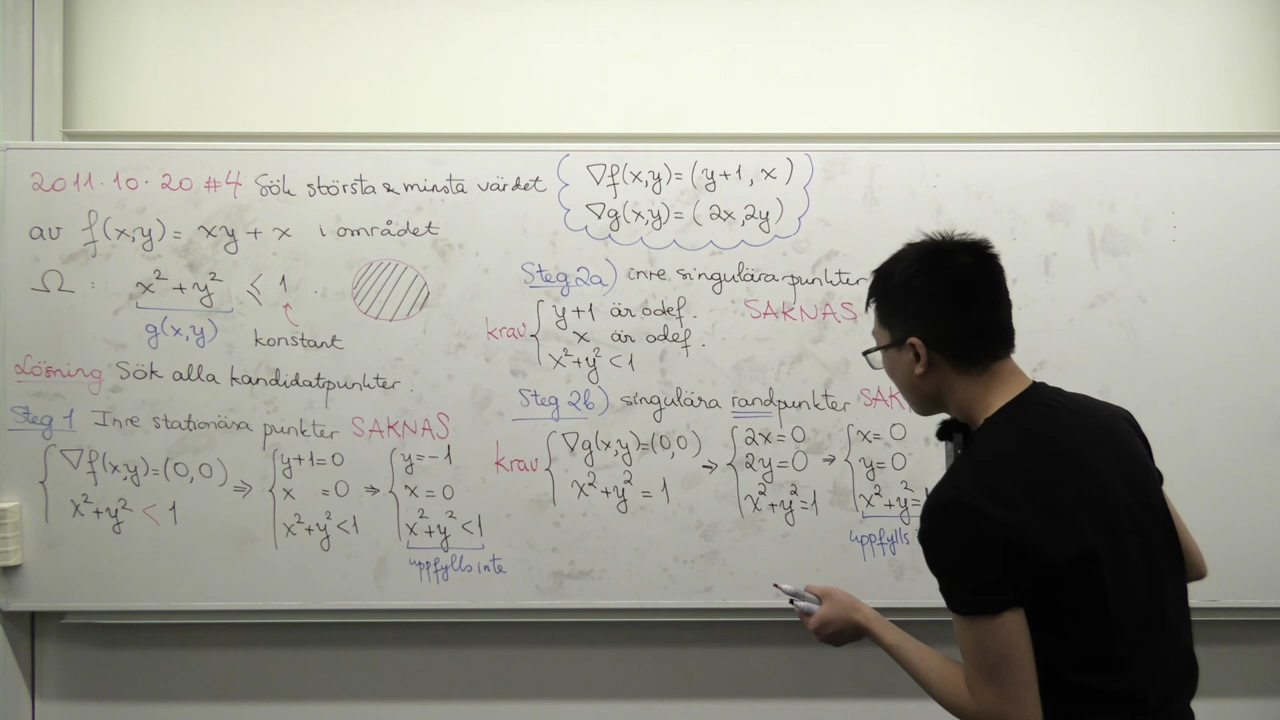 2011.10.20 #4 Sök största & minsta värdet
av f(x,y) = xy + x i området
Ω : x² + y² ≤ 1 .
g(x,y)
konstant
Lösning Sök alla kandidatpunkter.
Steg 1 Inre stationära punkter SAKNAS
{ ∇f(x,y)=(0,0) ⇒ { y+1=0 ⇒ { y=-1
x =0 x=0
x²+y² < 1 x²+y²<1 x²+y²<1
uppfylls inte
∇f(x,y)=(y+1, x)
∇g(x,y)=(2x,2y)
Steg 2a) inre singulära punkter
SAKNAS
krav { y+1 är odef.
x är odef.
x²+y²<1
Steg 2b) singulära randpunkter SAK
krav { ∇g(x,y)=(0,0) ⇒ { 2x=0 ⇒ { x=0
2y=0 y=0
x²+y²=1 x²+y²=1 x²+y²=
uppfylls